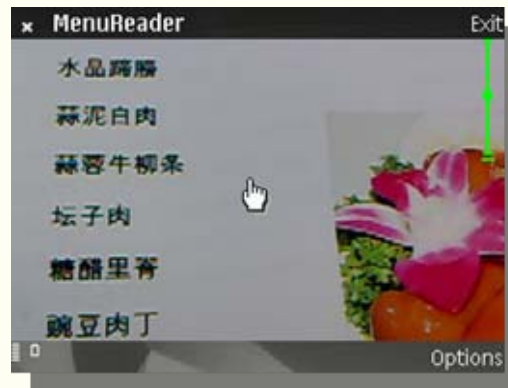 × MenuReader Exit
水品蹄膀
蒜泥白肉
蒜蓉牛柳条
坛子肉
糖醋里脊
豌豆肉丁
Options